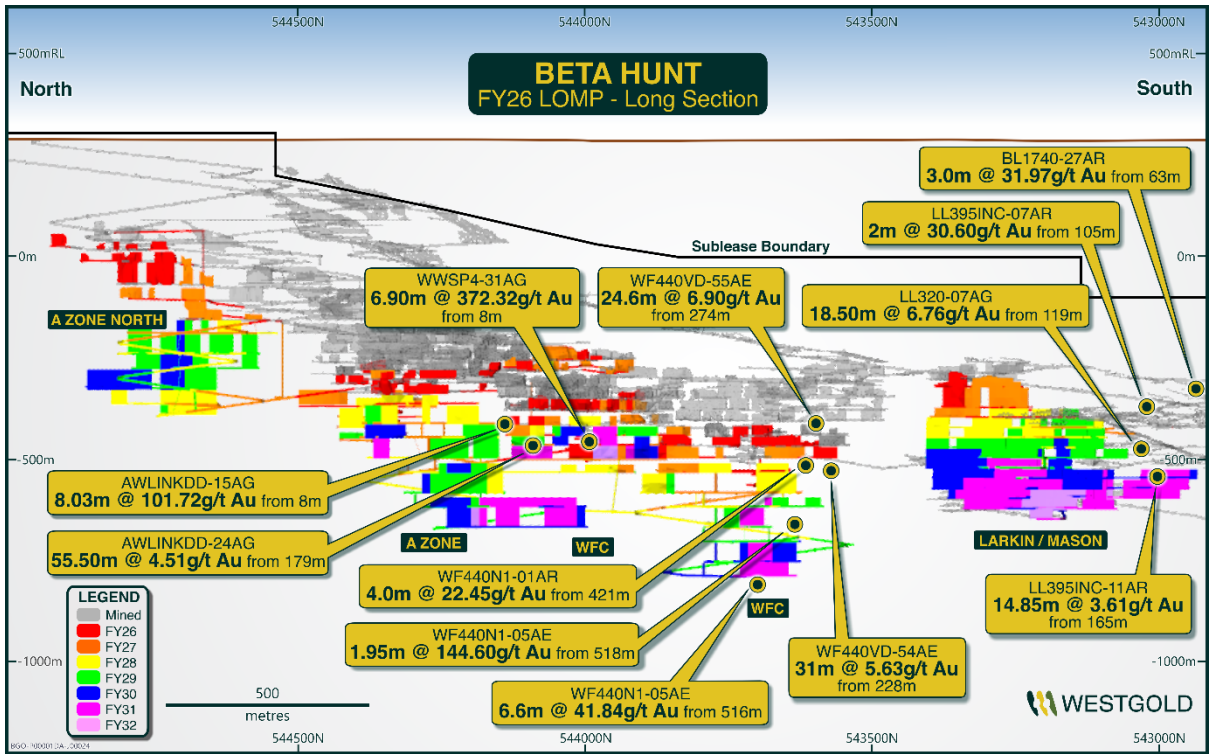 544500N 544000N 543500N 543000N
500mRL 500mRL
North
BETA HUNT
FY26 LOMP - Long Section
South
BL1740-27AR
3.0m @ 31.97g/t Au from 63m
LL395INC-07AR
2m @ 30.60g/t Au from 105m
Sublease Boundary
0m 0m
WWSP4-31AG
6.90m @ 372.32g/t Au
from 8m
WF440VD-55AE
24.6m @ 6.90g/t Au
from 274m
LL320-07AG
18.50m @ 6.76g/t Au from 119m
A ZONE NORTH
-500m -500m
AWLINKDD-15AG
8.03m @ 101.72g/t Au from 8m
AWLINKDD-24AG
55.50m @ 4.51g/t Au from 179m
A ZONE
WFC
LARKIN / MASON
WF440N1-01AR
4.0m @ 22.45g/t Au from 421m
WFC
LL395INC-11AR
14.85m @ 3.61g/t Au
from 165m
WF440N1-05AE
1.95m @ 144.60g/t Au from 518m
WF440VD-54AE
31m @ 5.63g/t Au
from 228m
WF440N1-05AE
6.6m @ 41.84g/t Au from 516m
LEGEND
Mined
FY26
FY27
FY28
FY29
FY30
FY31
FY32
-1000m -1000m
500
metres
WESTGOLD
544500N 544000N 543500N 543000N